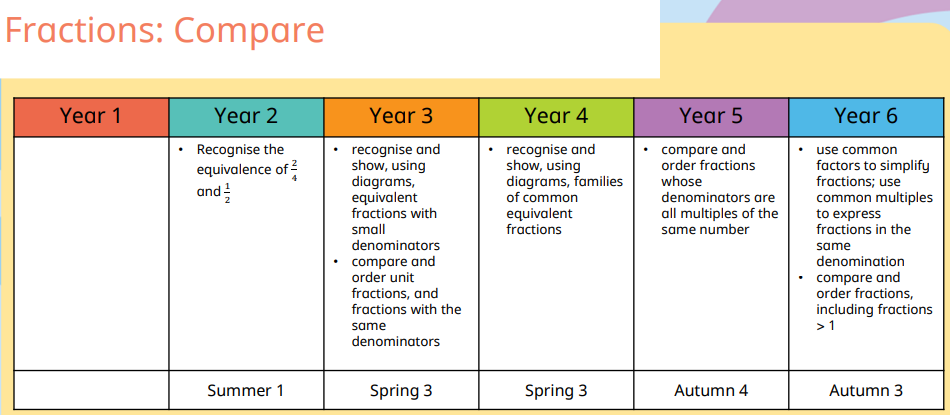 Fractions: Compare
Year 1
Year 2
Year 3
Year 4
Year 5
Year 6
• Recognise the
equivalence of 2/4
and 1/2
• recognise and
show, using
diagrams,
equivalent
fractions with
small
denominators
• compare and
order unit
fractions, and
fractions with the
same
denominators
• recognise and
show, using
diagrams, families
of common
equivalent
fractions
• compare and
order fractions
whose
denominators are
all multiples of the
same number
• use common
factors to simplify
fractions; use
common multiples
to express
fractions in the
same
denomination
• compare and
order fractions,
including fractions
> 1
Summer 1
Spring 3
Spring 3
Autumn 4
Autumn 3